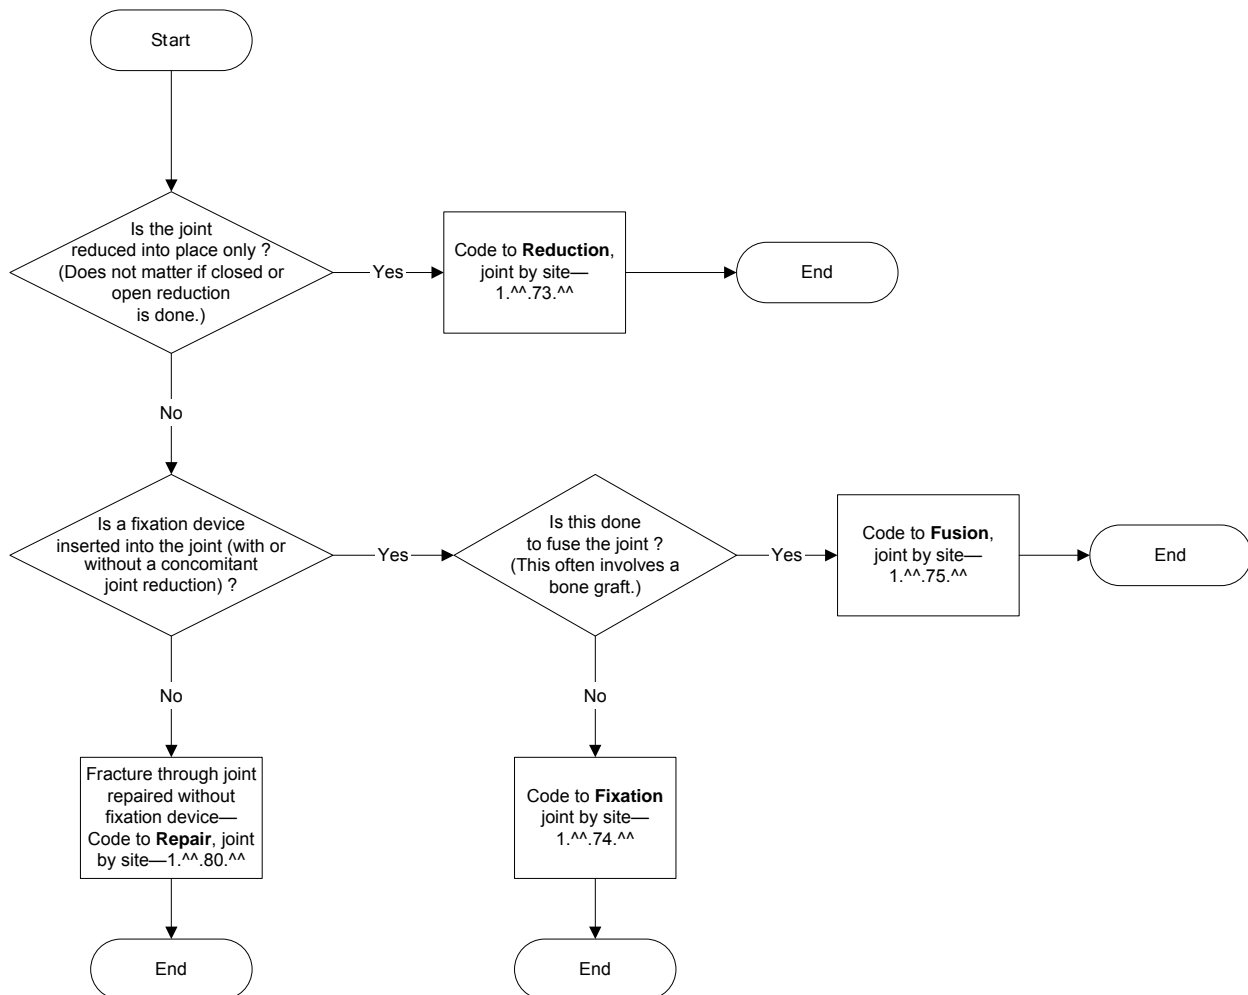 Start
Is the joint
reduced into place only ?
(Does not matter if closed or
open reduction
is done.)
Yes
Code to Reduction,
joint by site—
1.^^.73.^^
End
No
Is a fixation device
inserted into the joint (with or
without a concomitant
joint reduction) ?
Yes
Is this done
to fuse the joint ?
(This often involves a
bone graft.)
Yes
Code to Fusion,
joint by site—
1.^^.75.^^
End
No
Fracture through joint
repaired without
fixation device—
Code to Repair, joint
by site—1.^^.80.^^
End
No
Code to Fixation
joint by site—
1.^^.74.^^
End